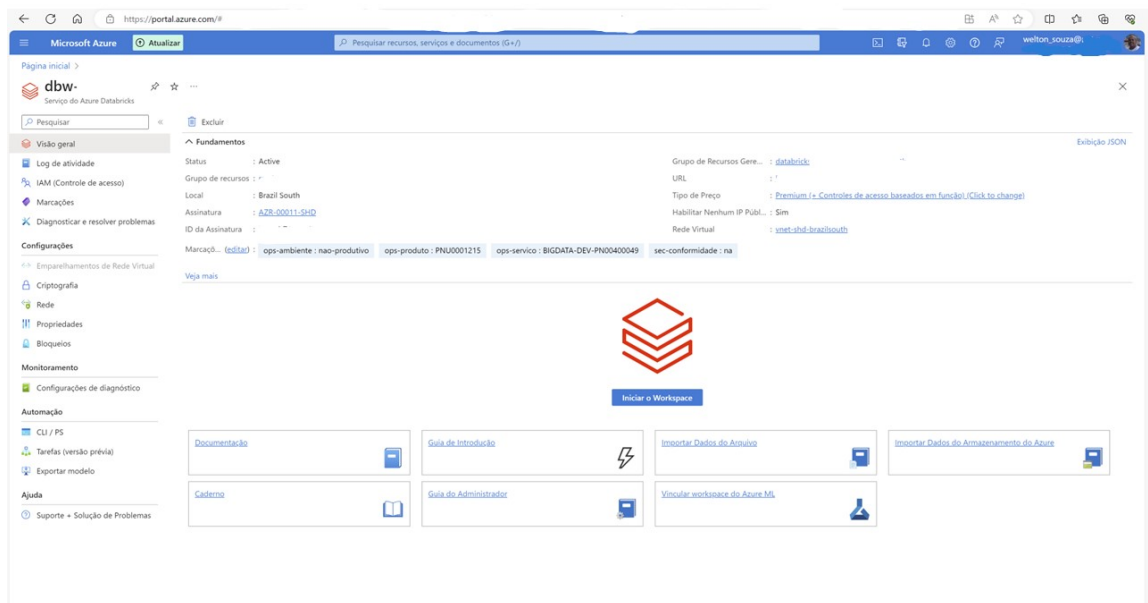 https://portal.azure.com/#
Microsoft Azure
Atualizar
Pesquisar recursos, serviços e documentos (G+/)
welton_souza@
Página inicial >
dbw-
Serviço do Azure Databricks
Pesquisar
Excluir
Visão geral
Log de atividade
IAM (Controle de acesso)
Marcações
Diagnosticar e resolver problemas
Configurações
Emparelhamentos de Rede Virtual
Criptografia
Rede
Propriedades
Bloqueios
Monitoramento
Configurações de diagnóstico
Automação
CLI / PS
Tarefas (versão prévia)
Exportar modelo
Ajuda
Suporte + Solução de Problemas
Fundamentos
Exibição JSON
Status : Active
Grupo de recursos :
Local : Brazil South
Assinatura : AZR-00011-SHD
ID da Assinatura :
Grupo de Recursos Gere... : databrick:
URL :
Tipo de Preço : Premium (+ Controles de acesso baseados em função) (Click to change)
Habilitar Nenhum IP Públ... : Sim
Rede Virtual : vnet-shd-brazilsouth
Marcaçõ... (editar) : ops-ambiente : nao-produtivo ops-produto : PNU0001215 ops-servico : BIGDATA-DEV-PN00400049 sec-conformidade : na
Veja mais
Iniciar o Workspace
Documentação
Guia de Introdução
Importar Dados do Arquivo
Importar Dados do Armazenamento do Azure
Caderno
Guia do Administrador
Vincular workspace do Azure ML